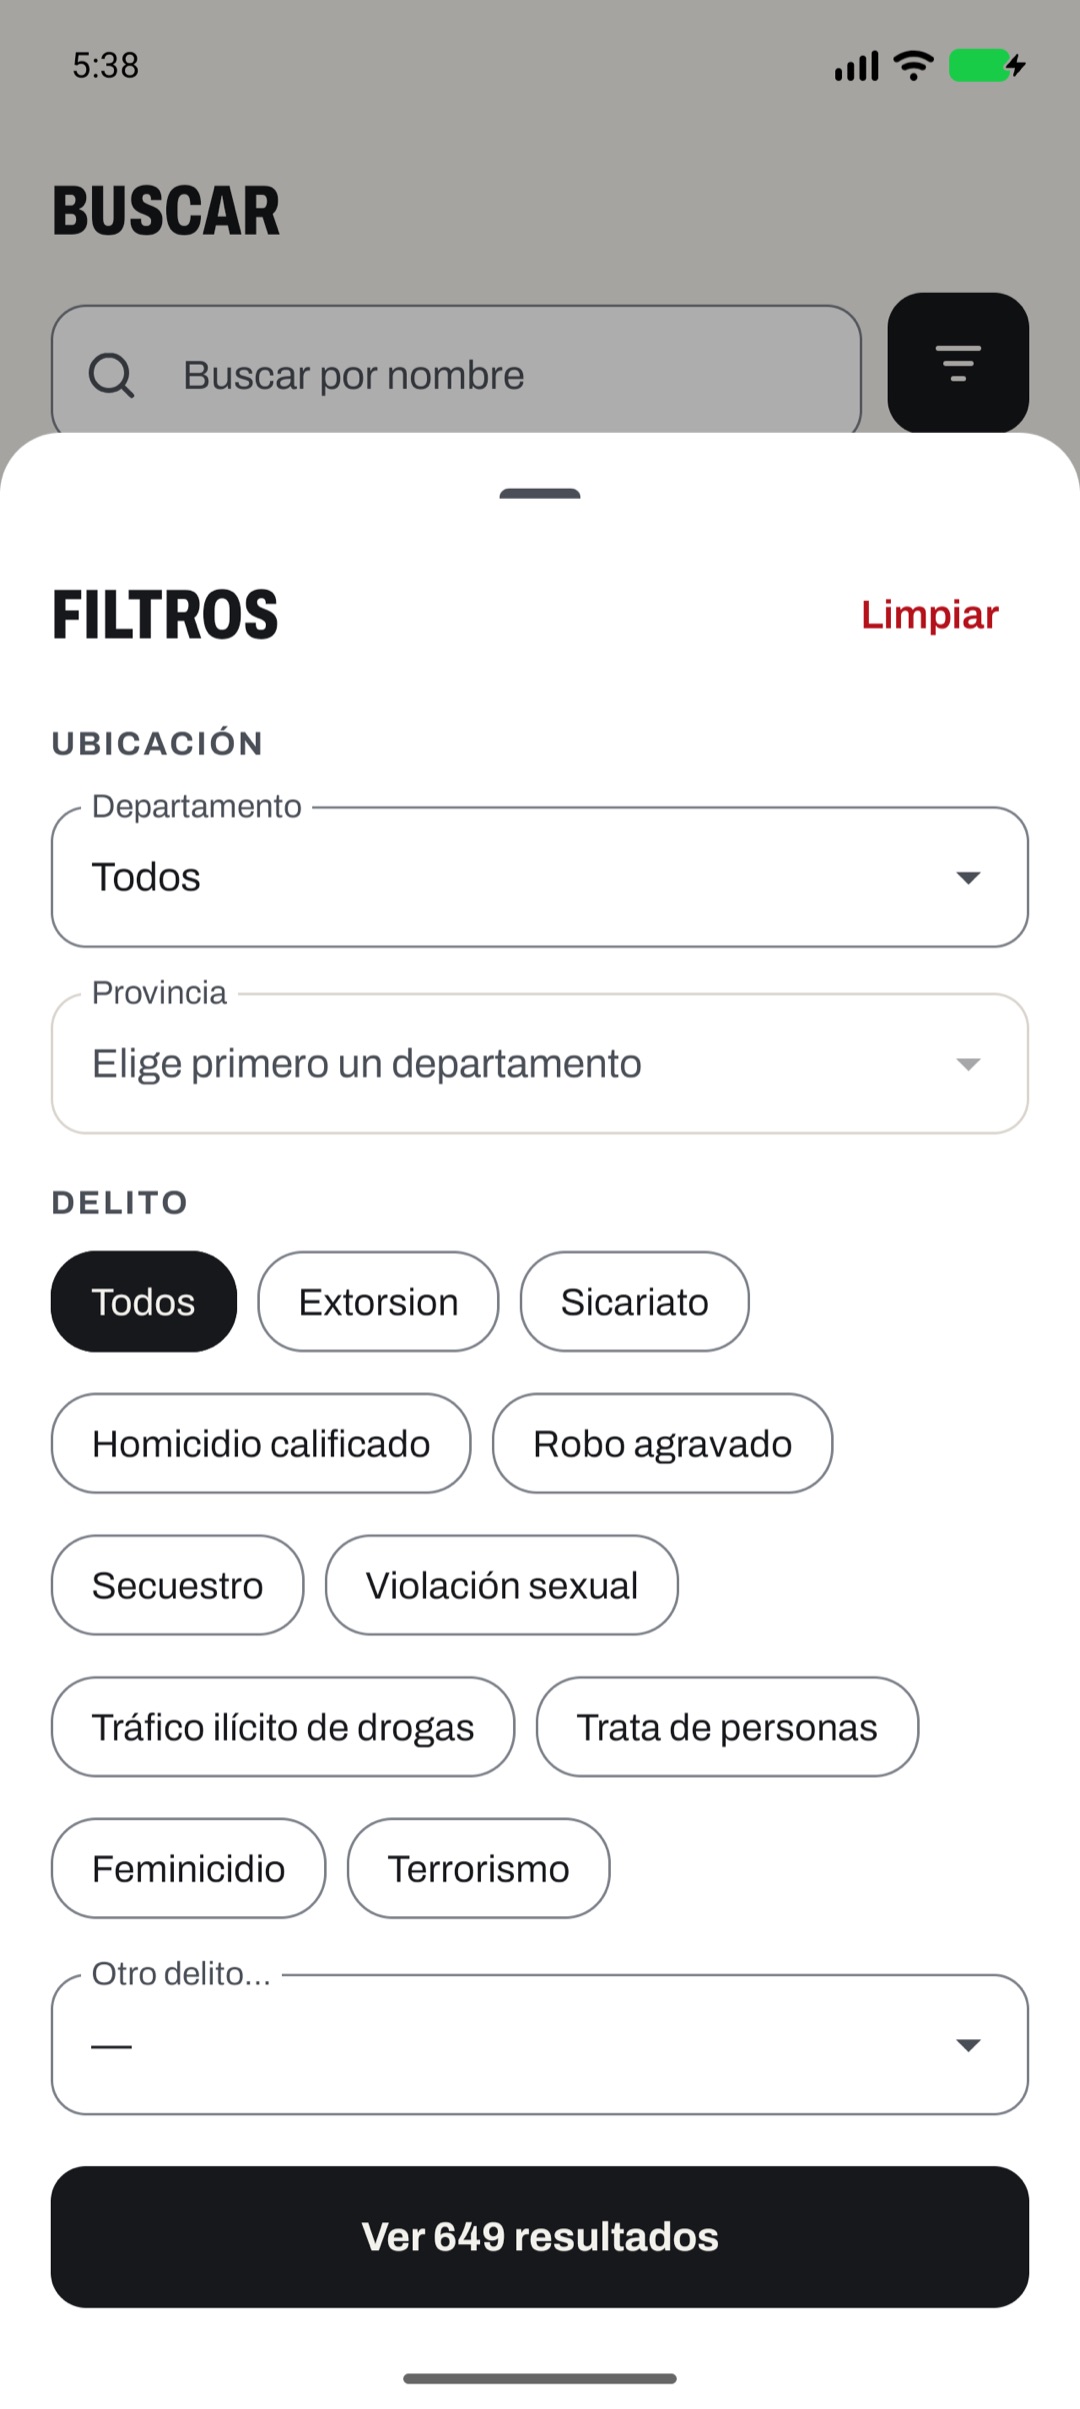 5:38
BUSCAR
Buscar por nombre
FILTROS
Limpiar
UBICACIÓN
Departamento
Todos
Provincia
Elige primero un departamento
DELITO
Todos
Extorsion
Sicariato
Homicidio calificado
Robo agravado
Secuestro
Violación sexual
Tráfico ilícito de drogas
Trata de personas
Feminicidio
Terrorismo
Otro delito...
—
Ver 649 resultados